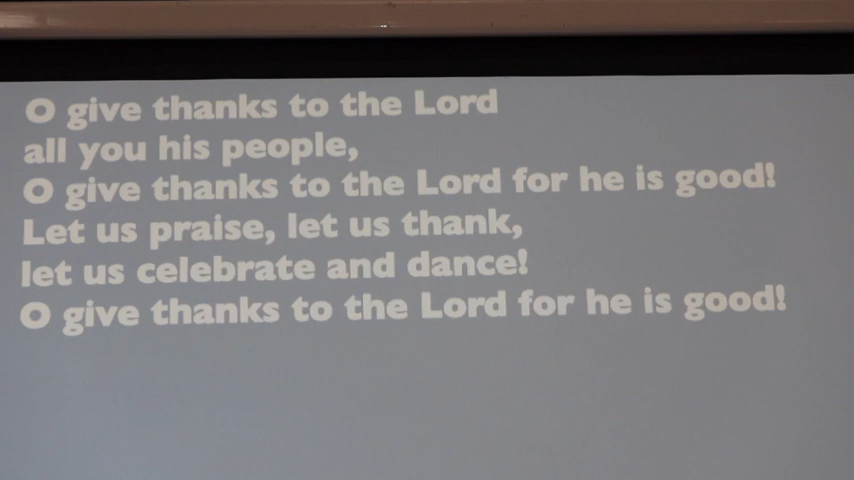 O give thanks to the Lord
all you his people,
O give thanks to the Lord for he is good!
Let us praise, let us thank,
let us celebrate and dance!
O give thanks to the Lord for he is good!